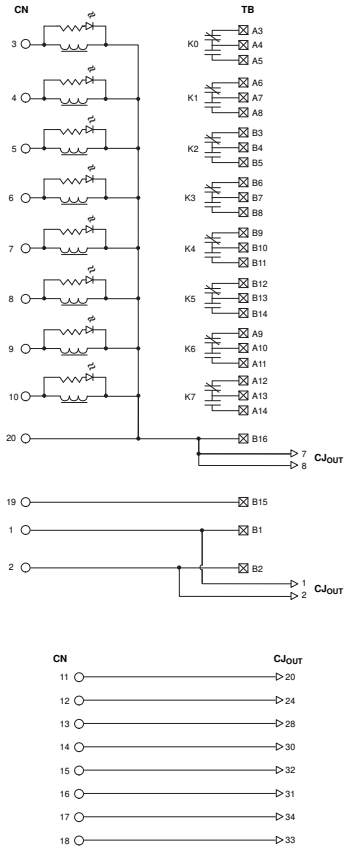 CN TB
3 K0 A3
A4
A5
4 K1 A6
A7
A8
5 K2 B3
B4
B5
6 K3 B6
B7
B8
7 K4 B9
B10
B11
8 K5 B12
B13
B14
9 K6 A9
A10
A11
10 K7 A12
A13
A14
20 B16
7
8 CJOUT
19 B15
1 B1
2 B2
1
2 CJOUT
CN CJOUT
11 20
12 24
13 28
14 30
15 32
16 31
17 34
18 33